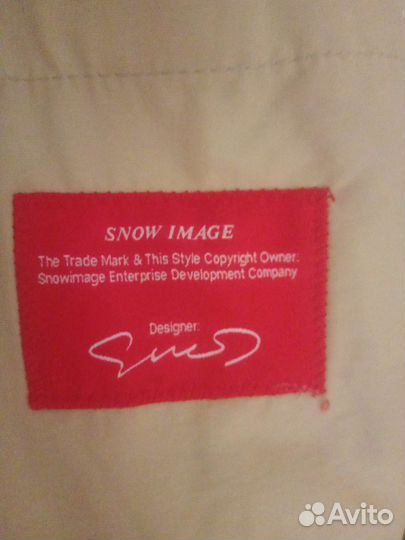 SNOW IMAGE
The Trade Mark & This Style Copyright Owner:
Snowimage Enterprise Development Company
Designer:
Avito